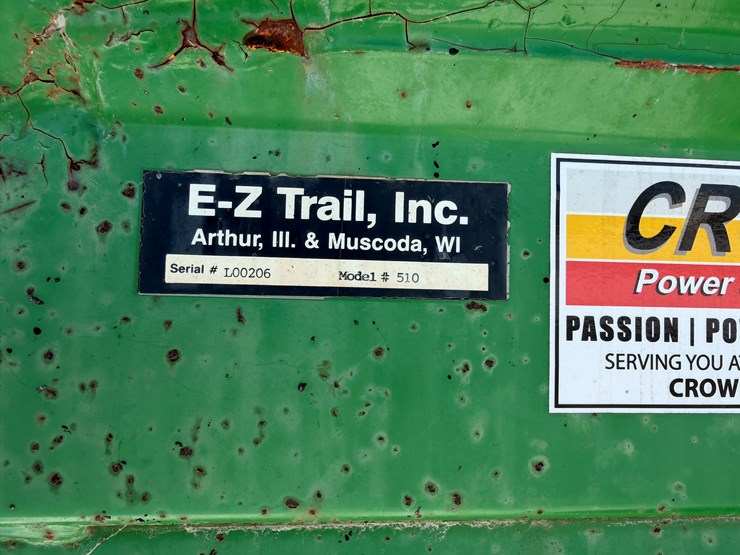 E-Z Trail, Inc.
Arthur, Ill. & Muscoda, WI
Serial # L00206 Model # 510
CR
Power
PASSION | PO
SERVING YOU A
CROW